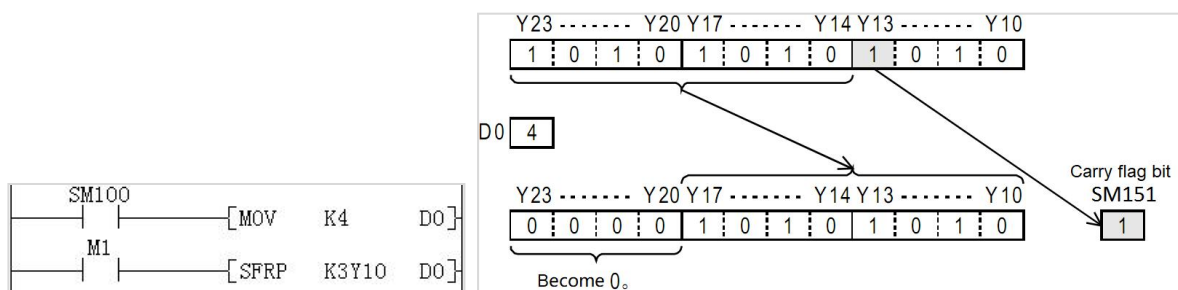 SM100
[MOV K4 D0]
M1
[SFRP K3Y10 D0]
Y23 ------- Y20 Y17 ------- Y14 Y13 ------- Y10
1 0 1 0 1 0 1 0 1 0 1 0
D0 4
Carry flag bit
Y23 ------- Y20 Y17 ------- Y14 Y13 ------- Y10 SM151
0 0 0 0 1 0 1 0 1 0 1 0 1
Become 0。